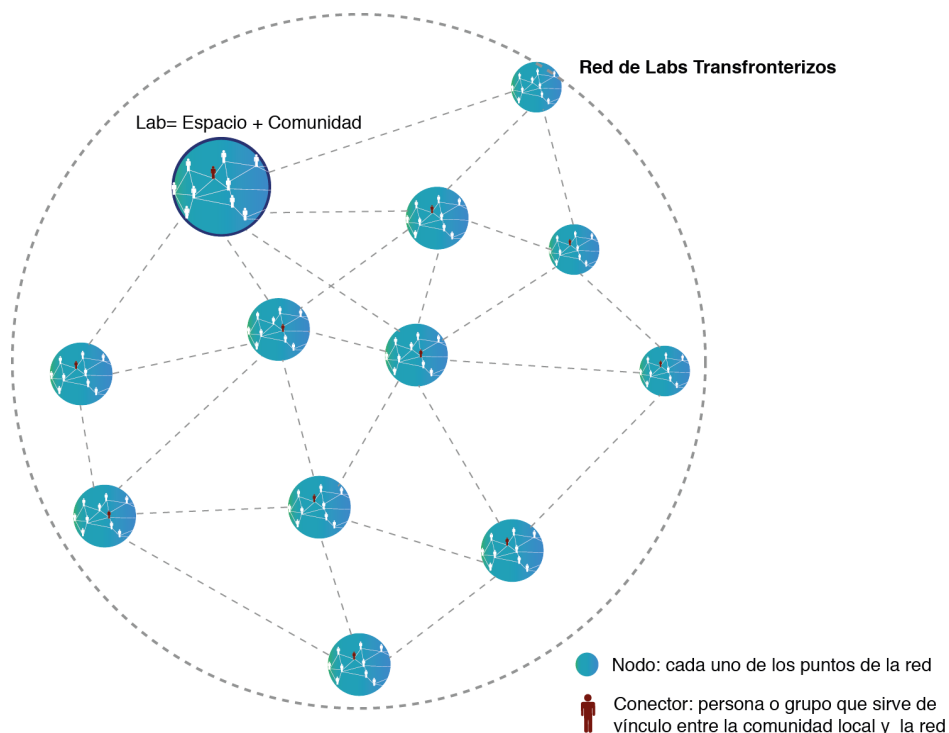 Red de Labs Transfronterizos
Lab= Espacio + Comunidad
Nodo: cada uno de los puntos de la red
Conector: persona o grupo que sirve de
vínculo entre la comunidad local y la red